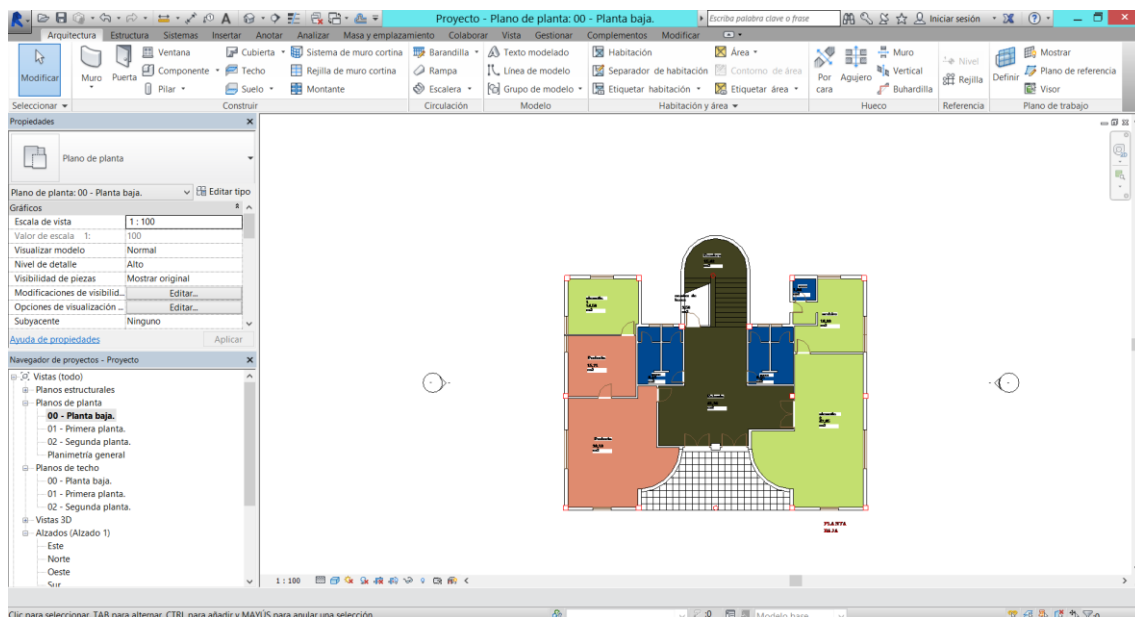 Proyecto - Plano de planta: 00 - Planta baja.
Escriba palabra clave o frase
Iniciar sesión
Arquitectura Estructura Sistemas Insertar Anotar Analizar Masa y emplazamiento Colaborar Vista Gestionar Complementos Modificar
Modificar
Muro
Puerta
Ventana
Componente
Pilar
Cubierta
Techo
Suelo
Sistema de muro cortina
Rejilla de muro cortina
Montante
Barandilla
Rampa
Escalera
Texto modelado
Línea de modelo
Grupo de modelo
Habitación
Separador de habitación
Etiquetar habitación
Área
Contorno de área
Etiquetar área
Por cara
Agujero
Muro
Vertical
Buhardilla
Nivel
Rejilla
Definir
Mostrar
Plano de referencia
Visor
Seleccionar Construir Circulación Modelo Habitación y área Hueco Referencia Plano de trabajo
Propiedades
Plano de planta
Plano de planta: 00 - Planta baja. Editar tipo
Gráficos
Escala de vista 1 : 100
Valor de escala 1: 100
Visualizar modelo Normal
Nivel de detalle Alto
Visibilidad de piezas Mostrar original
Modificaciones de visibilid... Editar...
Opciones de visualización ... Editar...
Subyacente Ninguno
Ayuda de propiedades Aplicar
Navegador de proyectos - Proyecto
Vistas (todo)
Planos estructurales
Planos de planta
00 - Planta baja.
01 - Primera planta.
02 - Segunda planta.
Planimetría general
Planos de techo
00 - Planta baja.
01 - Primera planta.
02 - Segunda planta.
Vistas 3D
Alzados (Alzado 1)
Este
Norte
Oeste
Sur
PLANTA
BAJA
1 : 100
Clic para seleccionar, TAB para alternar, CTRL para añadir y MAYÚS para anular una selección.
:0
Modelo base
:0